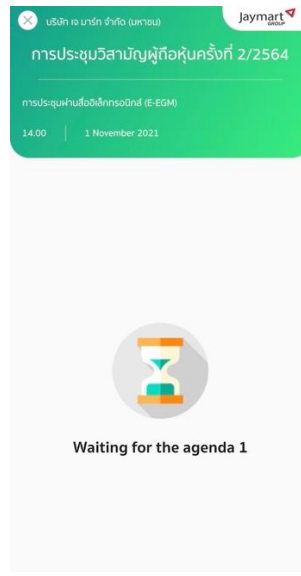 บริษัท เจ มาร์ท จำกัด (มหาชน)
Jaymart
GROUP
การประชุมวิสามัญผู้ถือหุ้นครั้งที่ 2/2564
การประชุมผ่านสื่ออิเล็กทรอนิกส์ (E-EGM)
14.00 | 1 November 2021
Waiting for the agenda 1